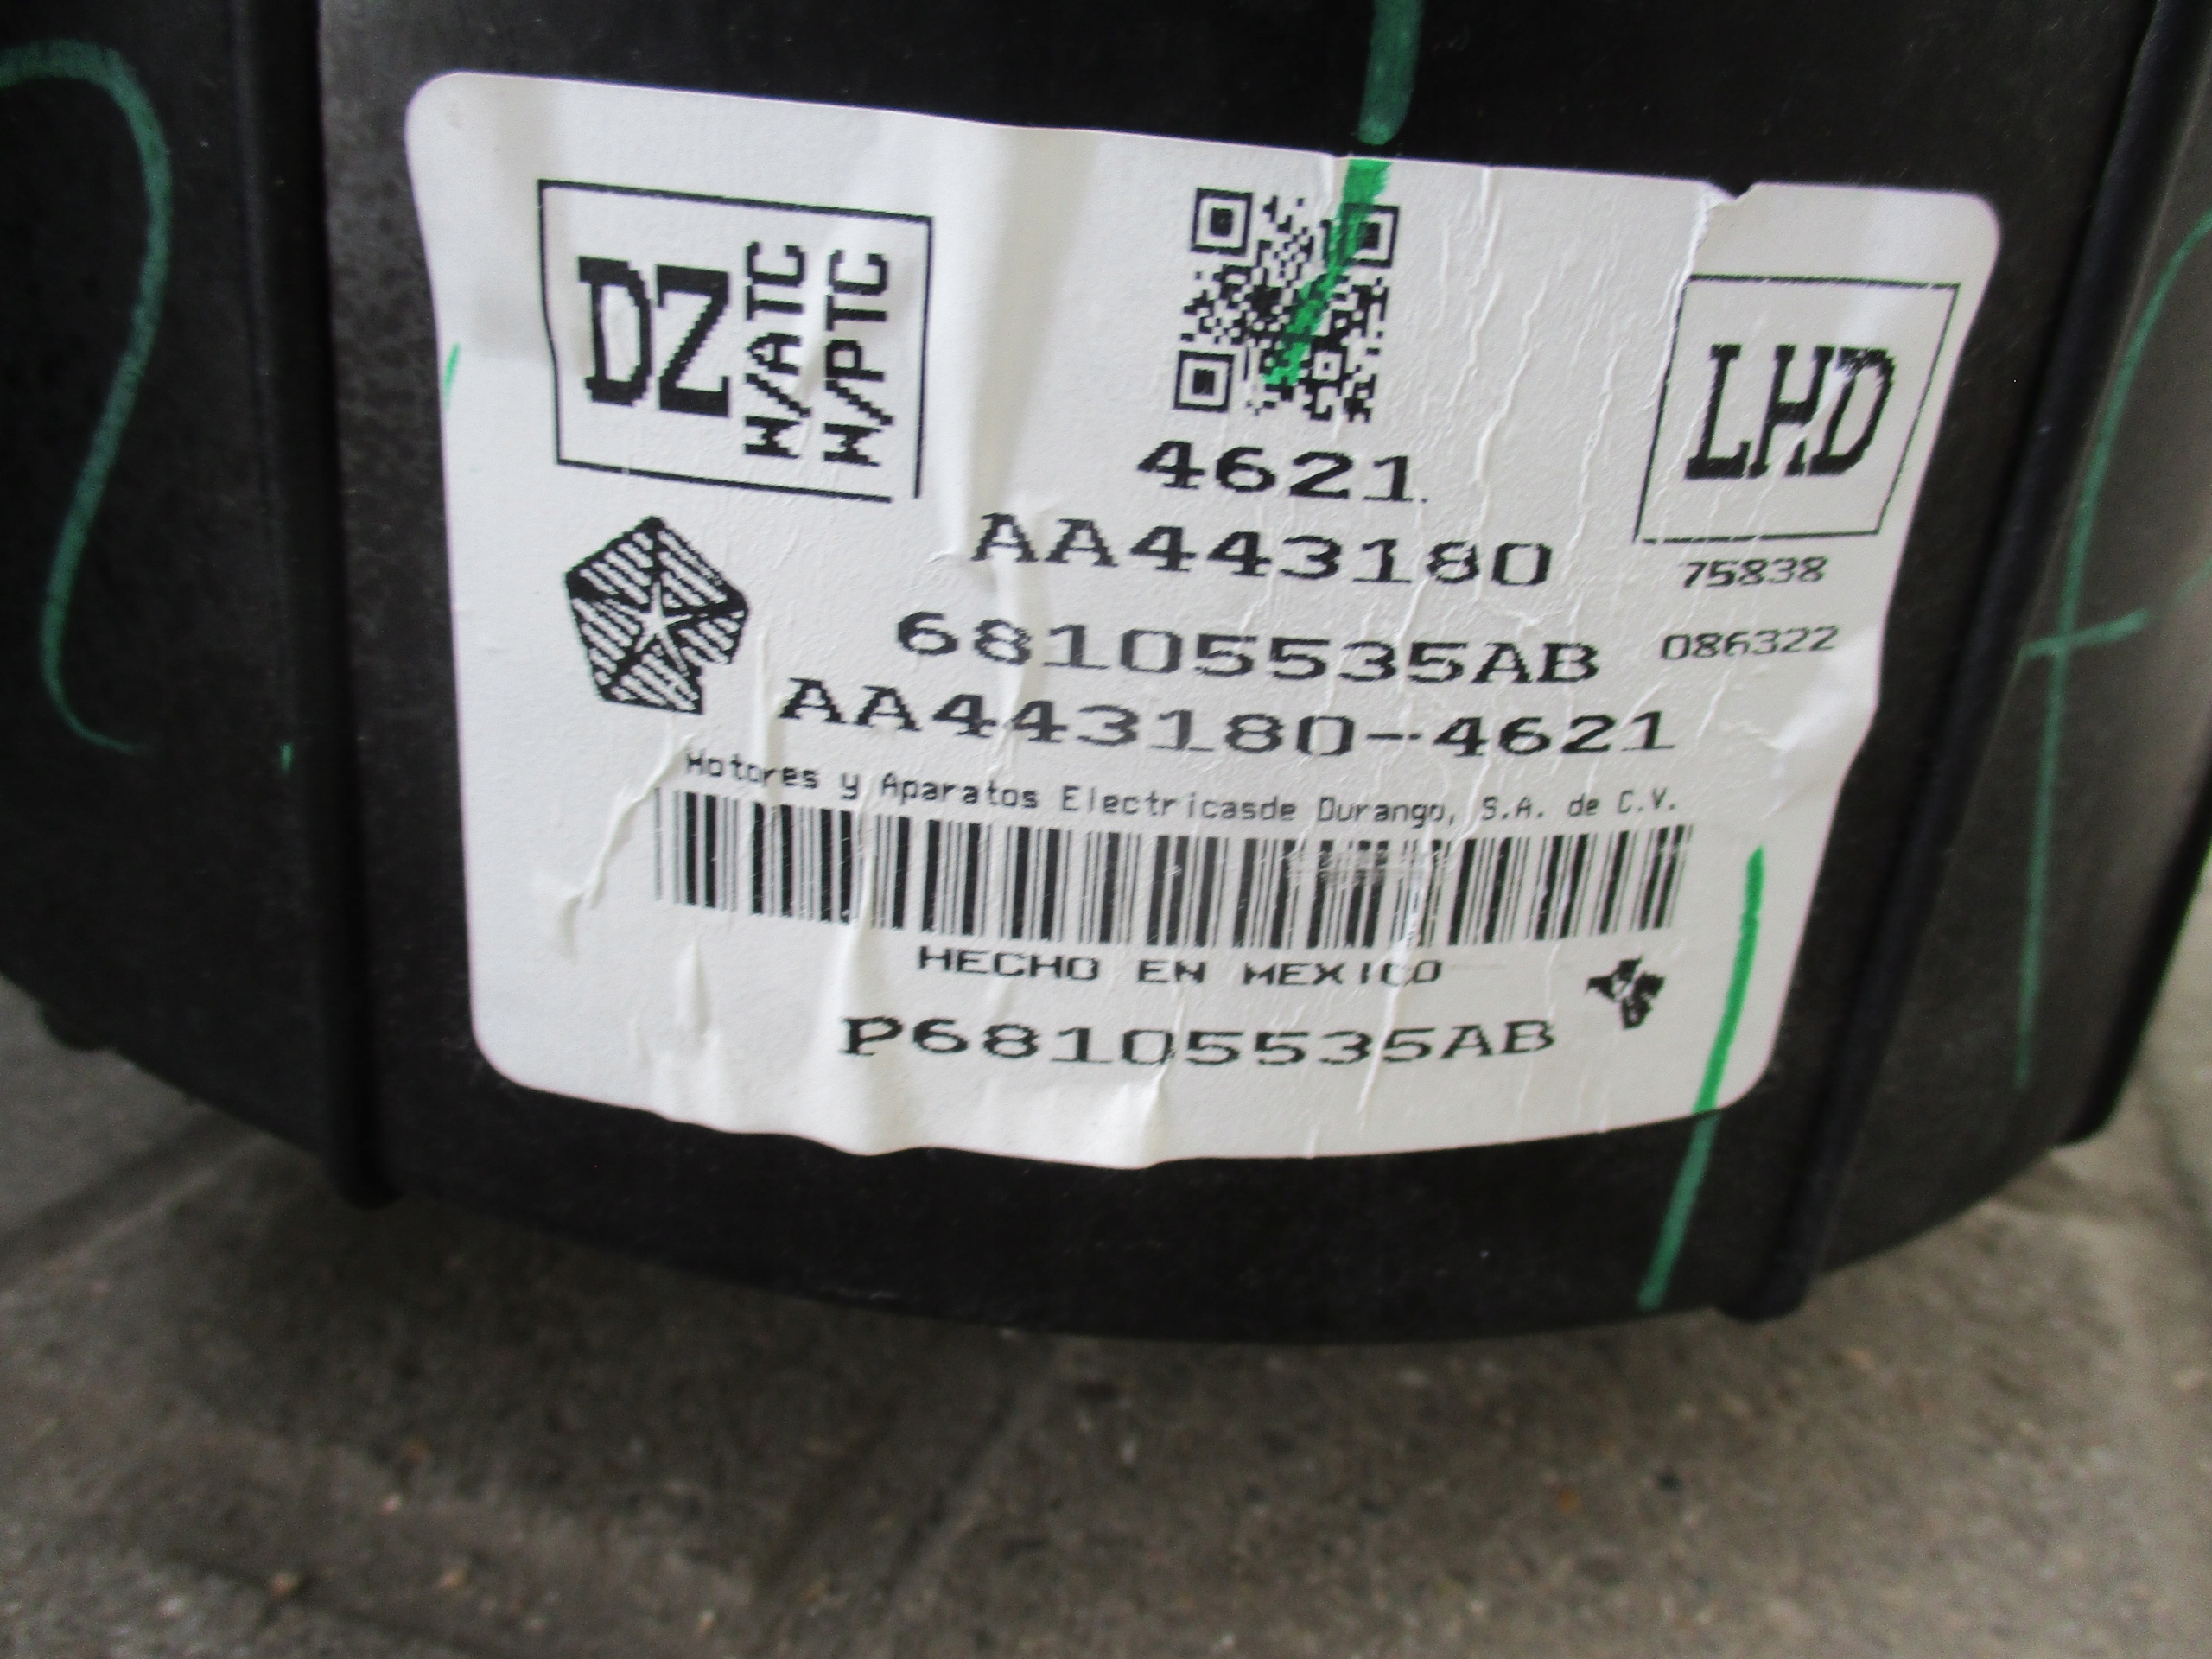 DZ
W/ATC
W/PTC
4621
LHD
AA443180
75838
68105535AB
086322
AA443180-4621
Motores y Aparatos Electricasde Durango, S.A. de C.V.
HECHO EN MEXICO
P68105535AB